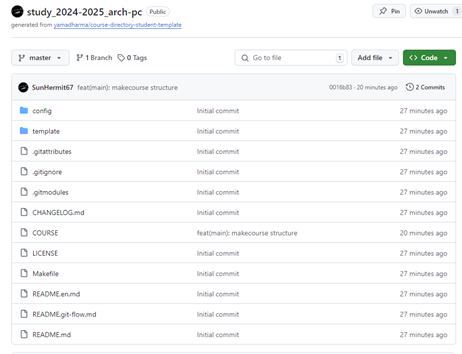 study_2024-2025_arch-pc Public Pin Unwatch 1
generated from yamadharma/course-directory-student-template
master 1 Branch 0 Tags Go to file t Add file Code
SunHermit67 feat(main): makecourse structure 0016b83 · 20 minutes ago 2 Commits
config Initial commit 27 minutes ago
template Initial commit 27 minutes ago
.gitattributes Initial commit 27 minutes ago
.gitignore Initial commit 27 minutes ago
.gitmodules Initial commit 27 minutes ago
CHANGELOG.md Initial commit 27 minutes ago
COURSE feat(main): makecourse structure 20 minutes ago
LICENSE Initial commit 27 minutes ago
Makefile Initial commit 27 minutes ago
README.en.md Initial commit 27 minutes ago
README.git-flow.md Initial commit 27 minutes ago
README.md Initial commit 27 minutes ago